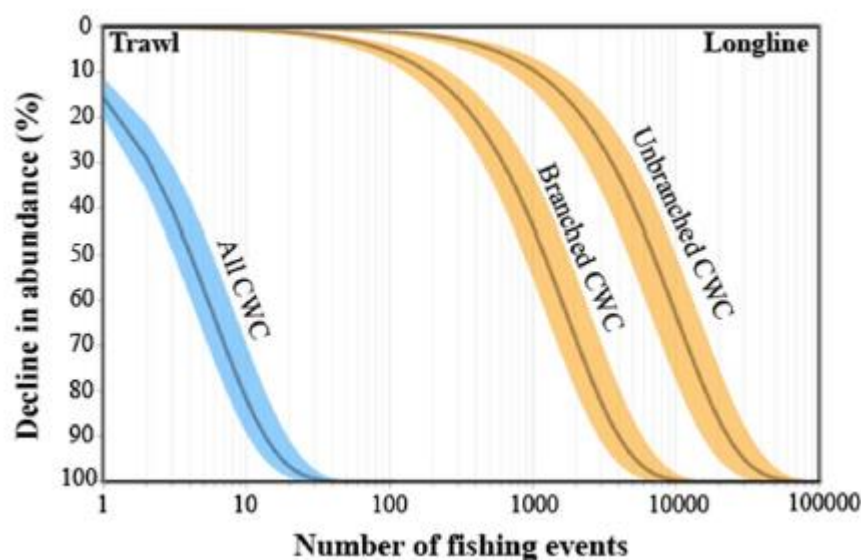 Trawl
Longline
0
10
20
30
40
50
60
70
80
90
100
Decline in abundance (%)
All CWC
Branched CWC
Unbranched CWC
1
10
100
1000
10000
100000
Number of fishing events